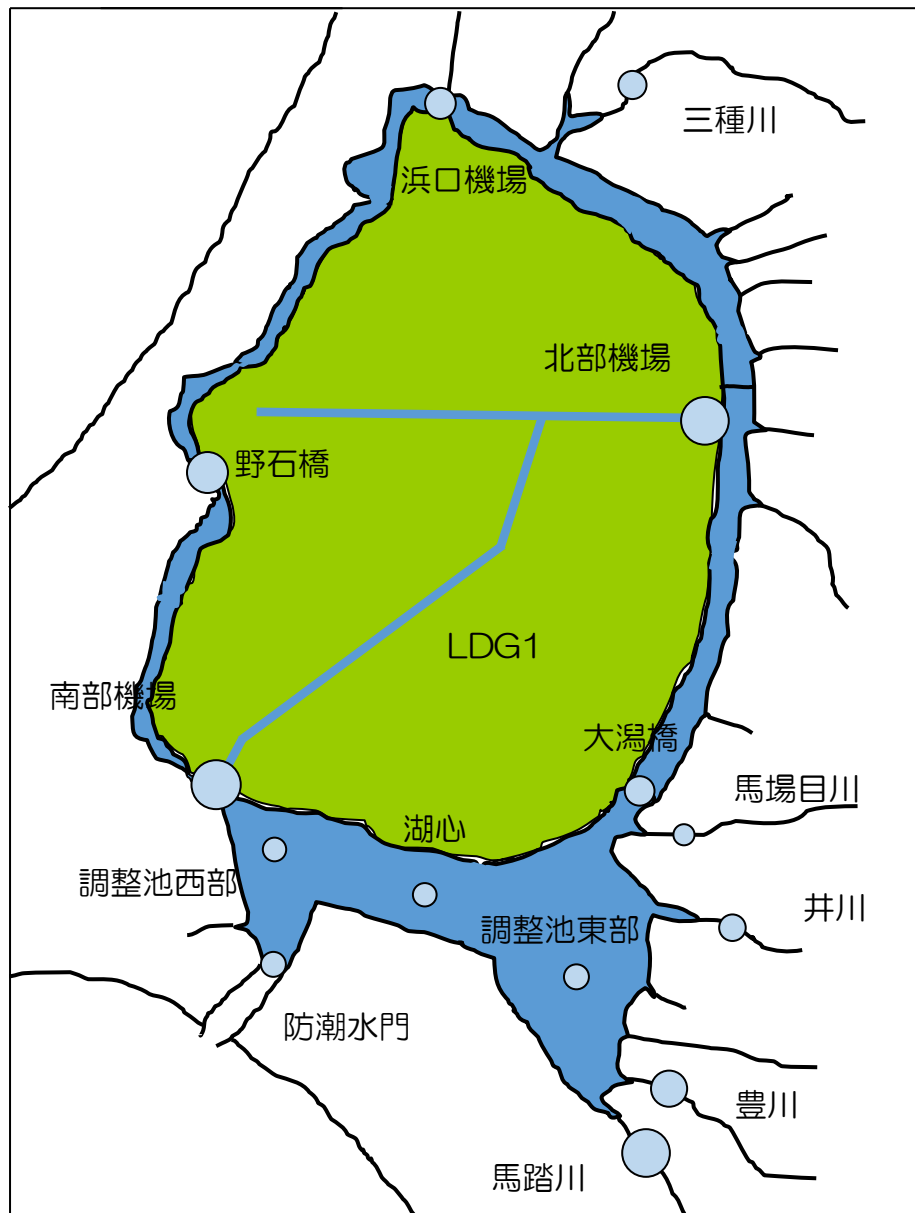 三種川
浜口機場
北部機場
野石橋
LDG1
南部機場
大潟橋
馬場目川
湖心
調整池西部
井川
調整池東部
防潮水門
豊川
馬踏川